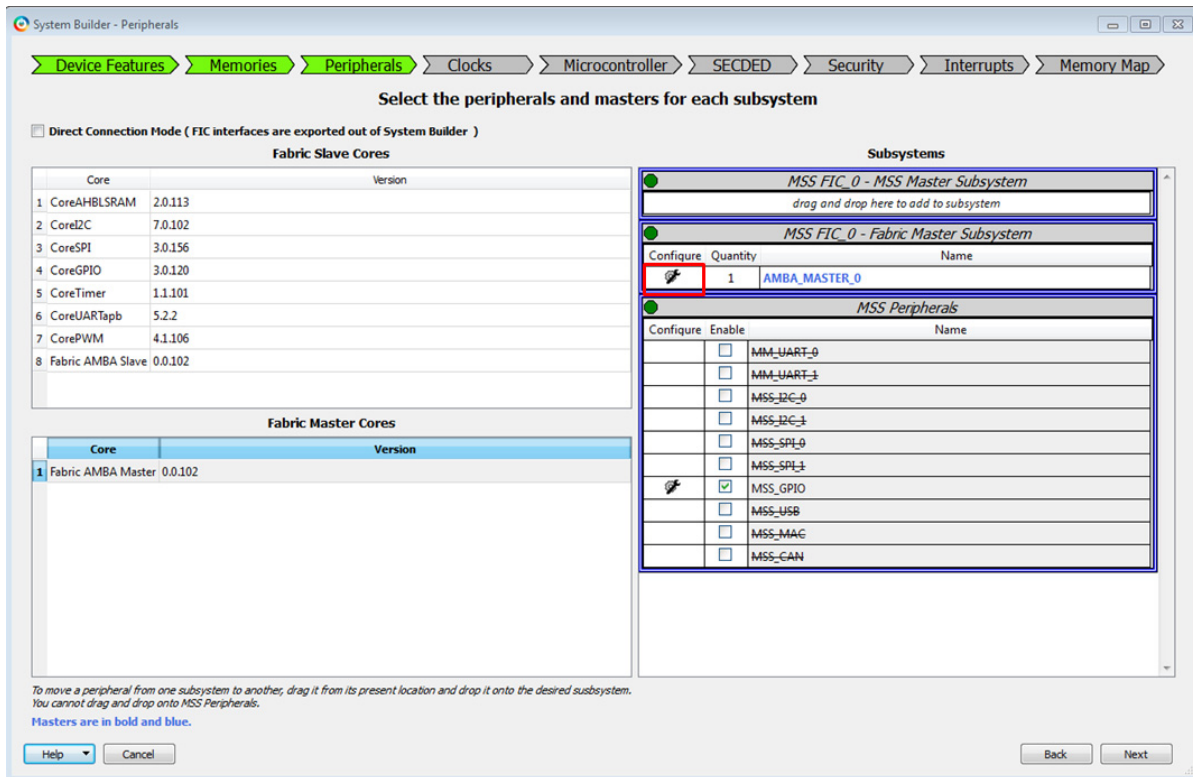 System Builder - Peripherals
Device Features Memories Peripherals Clocks Microcontroller SECDED Security Interrupts Memory Map
Select the peripherals and masters for each subsystem
Direct Connection Mode ( FIC interfaces are exported out of System Builder )
Fabric Slave Cores
Core Version
1 CoreAHBLSRAM 2.0.113
2 CoreI2C 7.0.102
3 CoreSPI 3.0.156
4 CoreGPIO 3.0.120
5 CoreTimer 1.1.101
6 CoreUARTapb 5.2.2
7 CorePWM 4.1.106
8 Fabric AMBA Slave 0.0.102
Fabric Master Cores
Core Version
1 Fabric AMBA Master 0.0.102
Subsystems
MSS FIC_0 - MSS Master Subsystem
drag and drop here to add to subsystem
MSS FIC_0 - Fabric Master Subsystem
Configure Quantity Name
1 AMBA_MASTER_0
MSS Peripherals
Configure Enable Name
MM_UART_0
MM_UART_1
MSS_I2C_0
MSS_I2C_1
MSS_SPI_0
MSS_SPI_1
MSS_GPIO
MSS_USB
MSS_MAC
MSS_CAN
To move a peripheral from one subsystem to another, drag it from its present location and drop it onto the desired susbsystem.
You cannot drag and drop onto MSS Peripherals.
Masters are in bold and blue.
Help Cancel Back Next